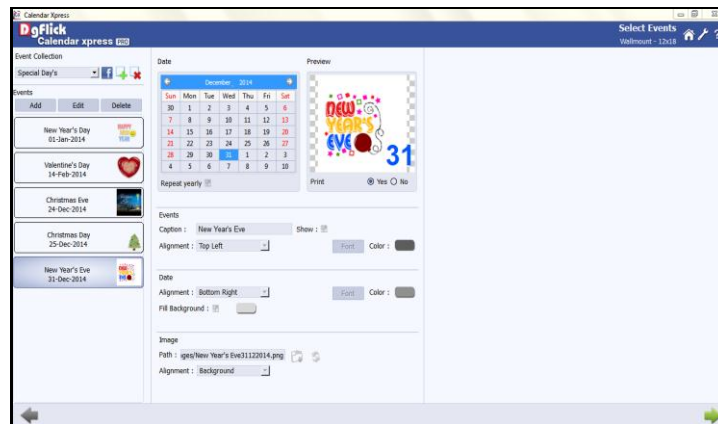 Calendar Xpress
DgFlick
Calendar xpress PRO
Select Events
Wallmount - 12x18
?
Event Collection
Special Day's
f
Events
Add Edit Delete
New Year's Day
01-Jan-2014
Valentine's Day
14-Feb-2014
Christmas Eve
24-Dec-2014
Christmas Day
25-Dec-2014
New Year's Eve
31-Dec-2014
Date
December 2014
Sun Mon Tue Wed Thu Fri Sat
30 1 2 3 4 5 6
7 8 9 10 11 12 13
14 15 16 17 18 19 20
21 22 23 24 25 26 27
28 29 30 31 1 2 3
4 5 6 7 8 9 10
Repeat yearly
Preview
NEW
YEAR'S
EVE
31
Print Yes No
Events
Caption : New Year's Eve Show :
Alignment : Top Left Font Color :
Date
Alignment : Bottom Right Font Color :
Fill Background :
Image
Path : ges/New Year's Eve31122014.png
Alignment : Background